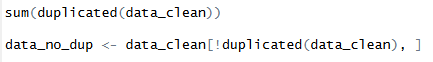 sum(duplicated(data_clean))
data_no_dup <- data_clean[!duplicated(data_clean), ]